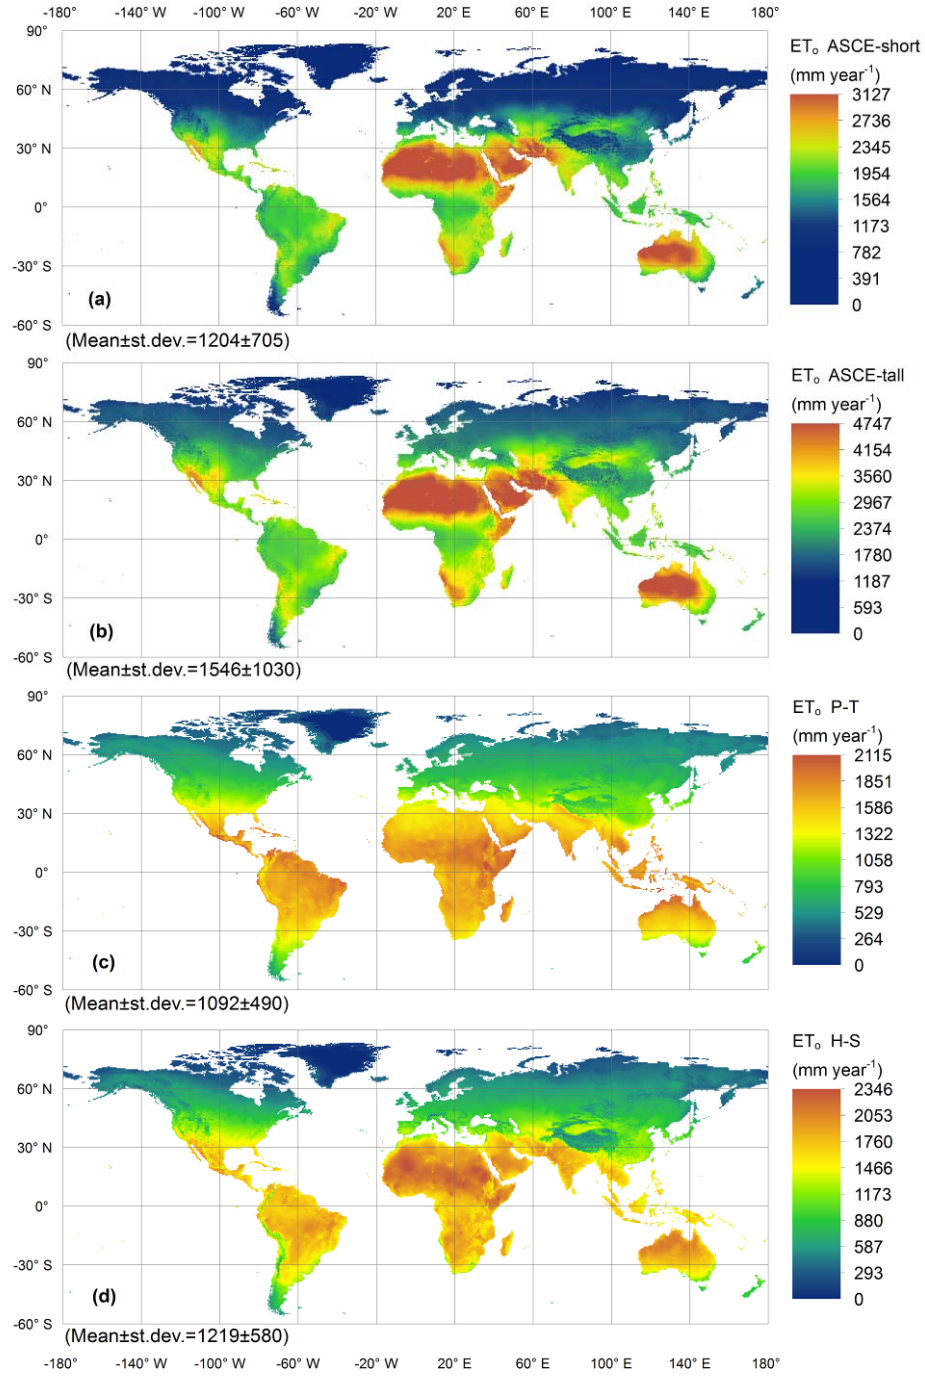 -180° -140° W -100° W -60° W -20° W 20° E 60° E 100° E 140° E 180°
90°
60° N
30° N
0°
-30° S
-60° S
(a)
(Mean±st.dev.=1204±705)
ETo ASCE-short
(mm year-1)
3127
2736
2345
1954
1564
1173
782
391
0
90°
60° N
30° N
0°
-30° S
-60° S
(b)
(Mean±st.dev.=1546±1030)
ETo ASCE-tall
(mm year-1)
4747
4154
3560
2967
2374
1780
1187
593
0
90°
60° N
30° N
0°
-30° S
-60° S
(c)
(Mean±st.dev.=1092±490)
ETo P-T
(mm year-1)
2115
1851
1586
1322
1058
793
529
264
0
90°
60° N
30° N
0°
-30° S
-60° S
(d)
(Mean±st.dev.=1219±580)
ETo H-S
(mm year-1)
2346
2053
1760
1466
1173
880
587
293
0
-180° -140° W -100° W -60° W -20° W 20° E 60° E 100° E 140° E 180°